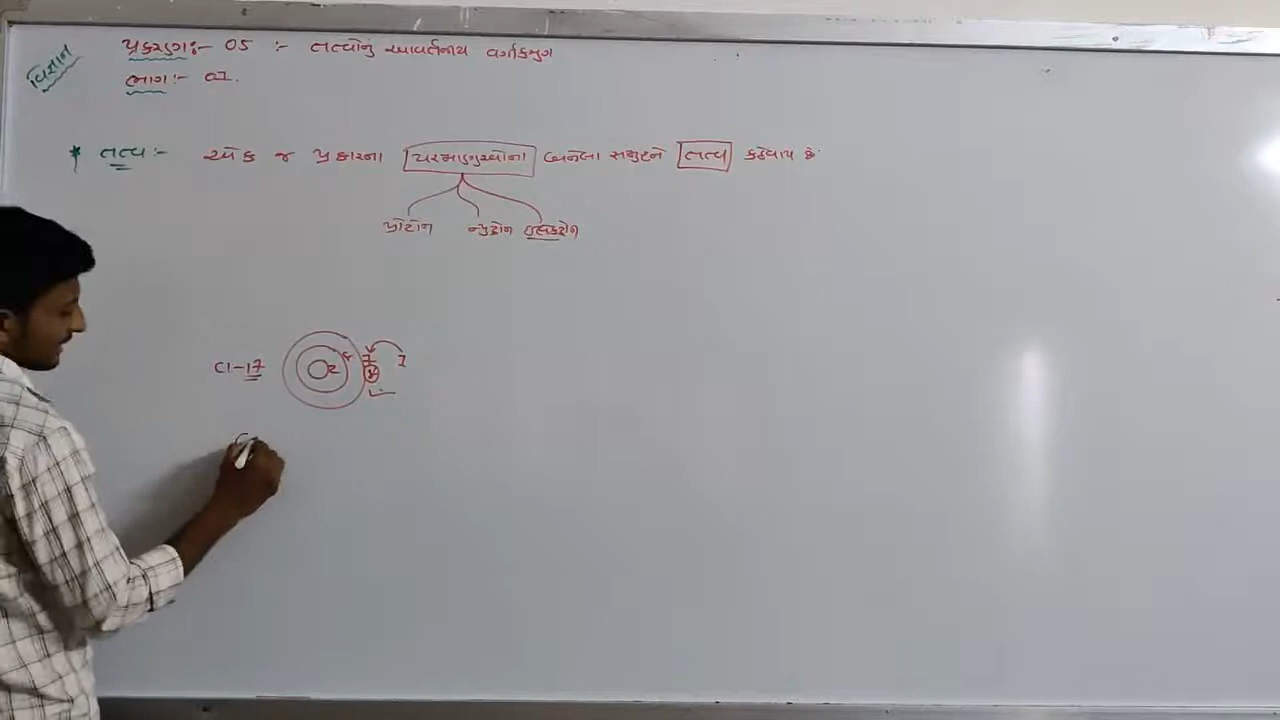 વિજ્ઞાન
પ્રકરણ:- 05 :- તત્વોનું આવર્તનીય વર્ગીકરણ
ભાગ:- 01.
* તત્વ:- એક જ પ્રકારના પરમાણુઓના બનેલા સમુહને તત્વ કહેવાય છે.
પ્રોટોન ન્યુટ્રોન ઇલેક્ટ્રોન
Cl-17 2 8 7 1